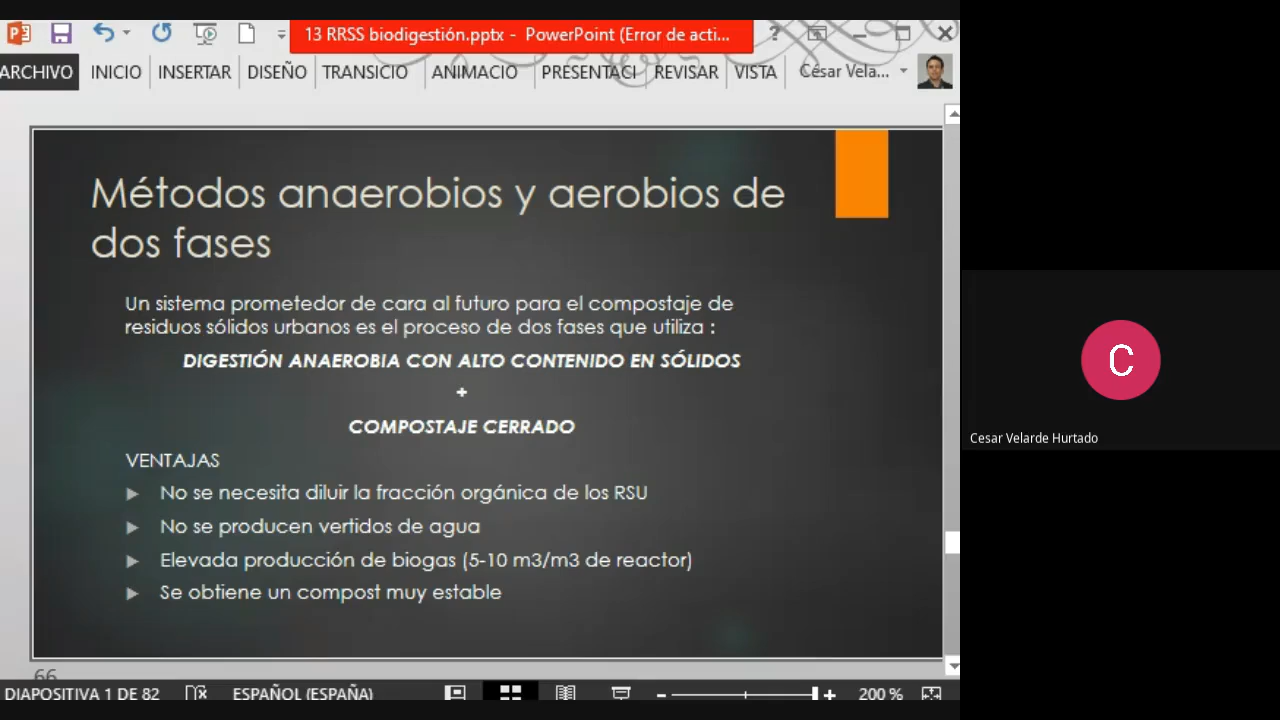 13 RRSS biodigestión.pptx - PowerPoint (Error de acti...
ARCHIVO INICIO INSERTAR DISEÑO TRANSICIO ANIMACIO PRESENTACI REVISAR VISTA César Vela...
Métodos anaerobios y aerobios de
dos fases
Un sistema prometedor de cara al futuro para el compostaje de
residuos sólidos urbanos es el proceso de dos fases que utiliza :
DIGESTIÓN ANAEROBIA CON ALTO CONTENIDO EN SÓLIDOS
+
COMPOSTAJE CERRADO
VENTAJAS
No se necesita diluir la fracción orgánica de los RSU
No se producen vertidos de agua
Elevada producción de biogas (5-10 m3/m3 de reactor)
Se obtiene un compost muy estable
66
DIAPOSITIVA 1 DE 82 ESPAÑOL (ESPAÑA) 200 %
C
Cesar Velarde Hurtado